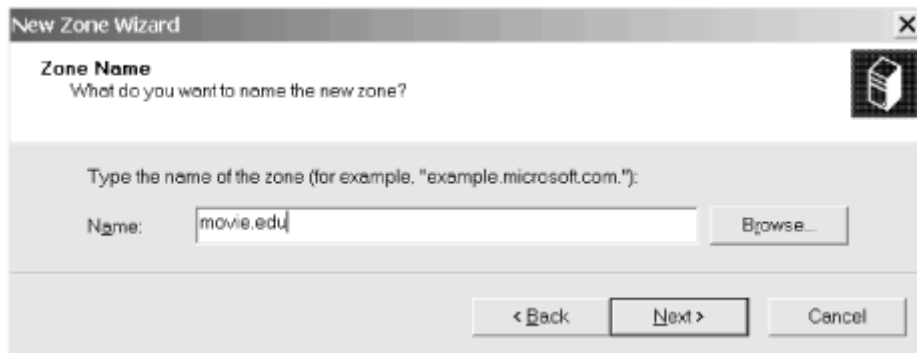 New Zone Wizard
Zone Name
What do you want to name the new zone?
Type the name of the zone (for example, "example.microsoft.com."):
Name: movie.edu Browse...
< Back Next > Cancel